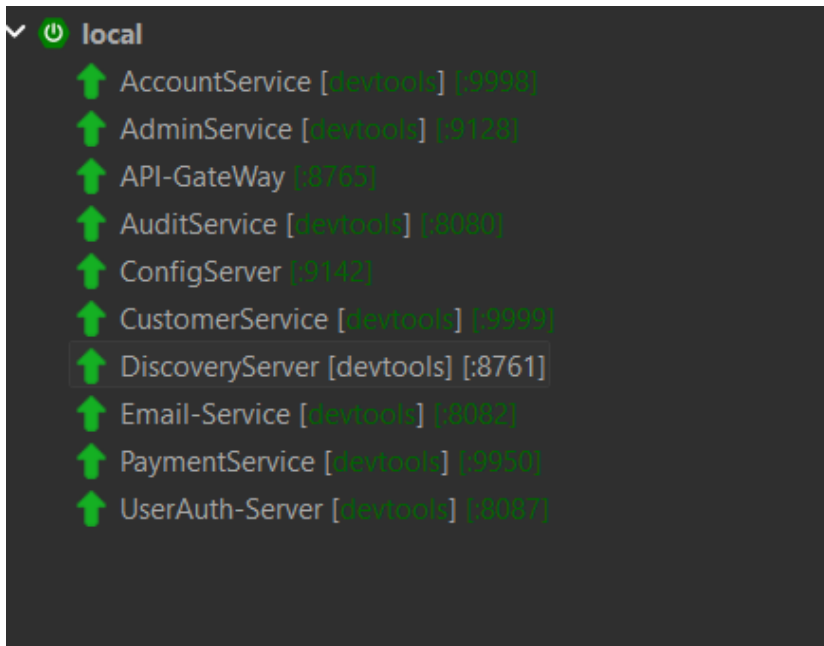 local
AccountService [devtools] [:9998]
AdminService [devtools] [:9128]
API-GateWay [:8765]
AuditService [devtools] [:8080]
ConfigServer [:9142]
CustomerService [devtools] [:9999]
DiscoveryServer [devtools] [:8761]
Email-Service [devtools] [:8082]
PaymentService [devtools] [:9950]
UserAuth-Server [devtools] [:8087]